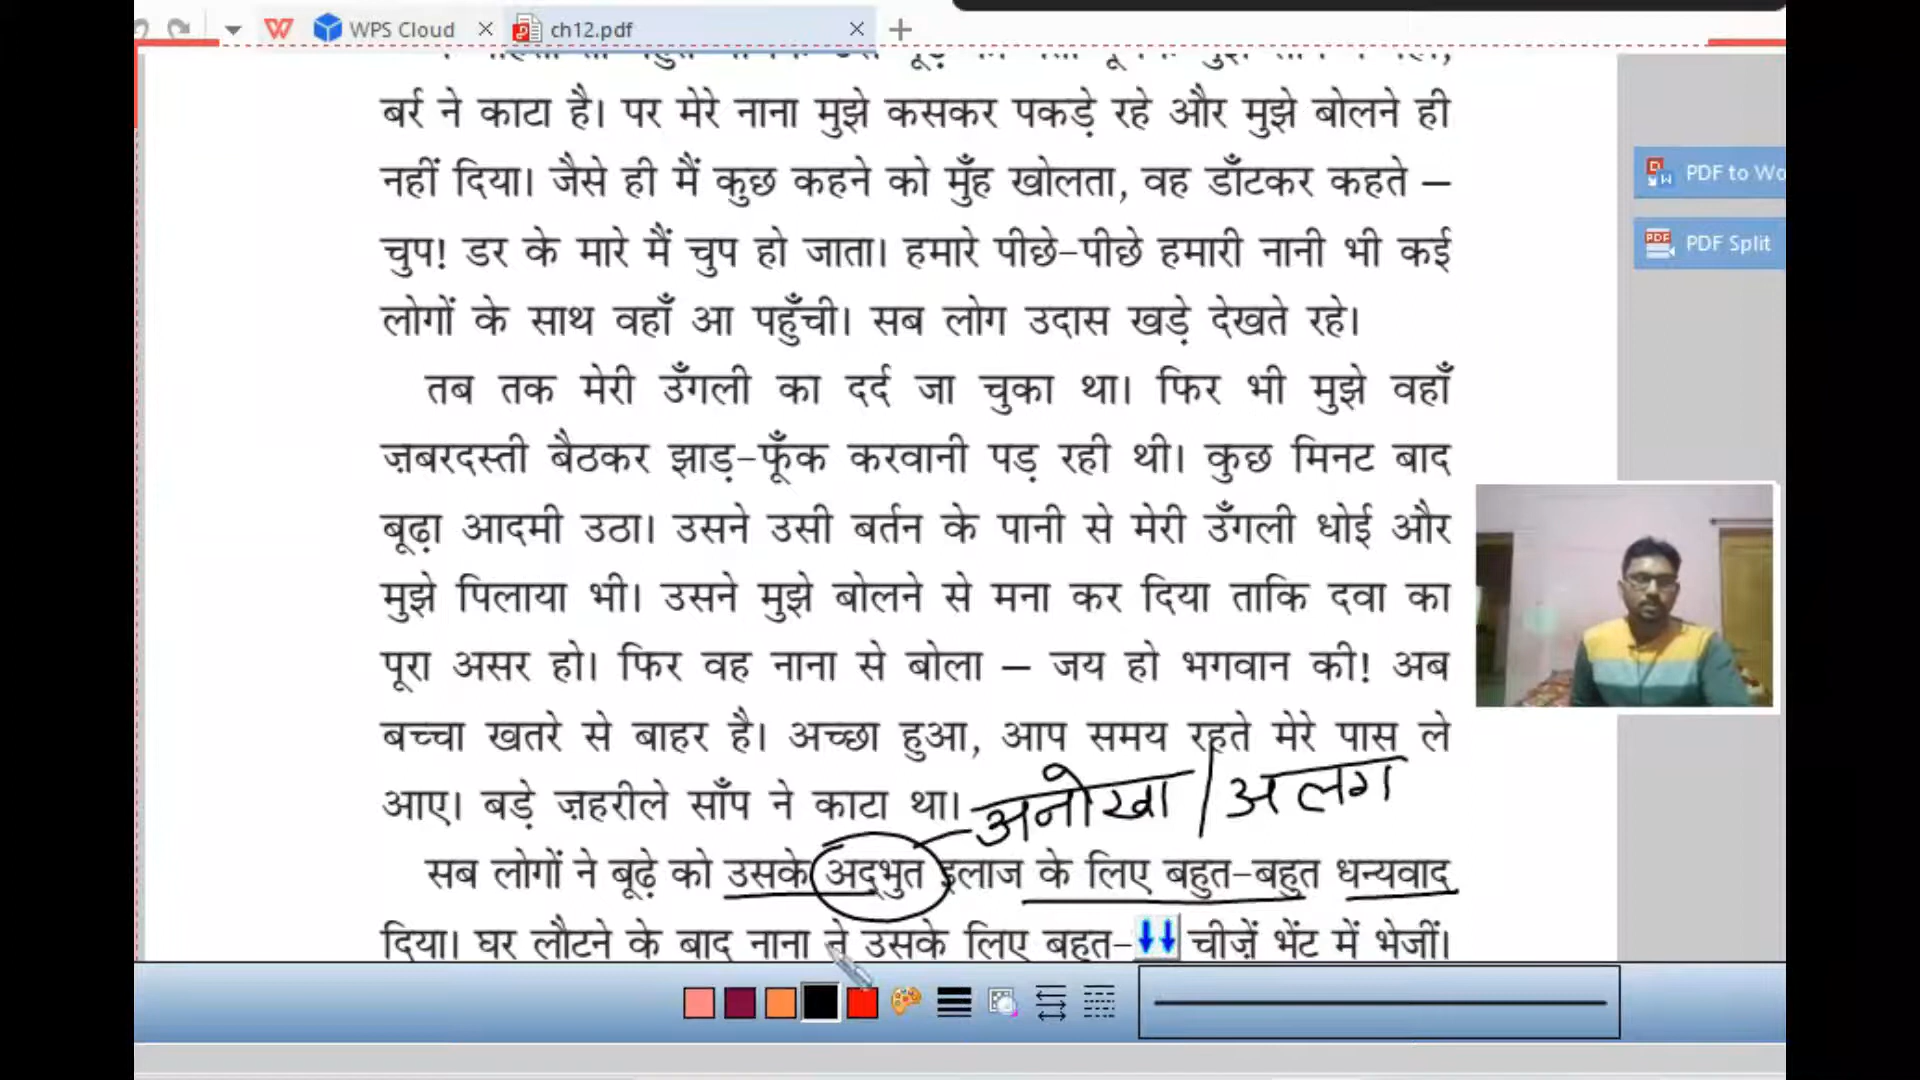 WPS Cloud
ch12.pdf
बर्र ने काटा है। पर मेरे नाना मुझे कसकर पकड़े रहे और मुझे बोलने ही
नहीं दिया। जैसे ही मैं कुछ कहने को मुँह खोलता, वह डाँटकर कहते –
चुप! डर के मारे मैं चुप हो जाता। हमारे पीछे-पीछे हमारी नानी भी कई
लोगों के साथ वहाँ आ पहुँची। सब लोग उदास खड़े देखते रहे।
तब तक मेरी उँगली का दर्द जा चुका था। फिर भी मुझे वहाँ
ज़बरदस्ती बैठकर झाड़-फूँक करवानी पड़ रही थी। कुछ मिनट बाद
बूढ़ा आदमी उठा। उसने उसी बर्तन के पानी से मेरी उँगली धोई और
मुझे पिलाया भी। उसने मुझे बोलने से मना कर दिया ताकि दवा का
पूरा असर हो। फिर वह नाना से बोला – जय हो भगवान की! अब
बच्चा खतरे से बाहर है। अच्छा हुआ, आप समय रहते मेरे पास ले
आए। बड़े ज़हरीले साँप ने काटा था।
अनोखा / अलग
सब लोगों ने बूढ़े को उसके अद्भुत इलाज के लिए बहुत-बहुत धन्यवाद
दिया। घर लौटने के बाद नाना ने उसके लिए बहुत- चीज़ें भेंट में भेजीं।
PDF to Wo
PDF Split